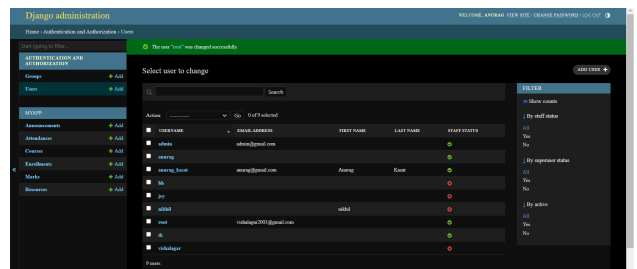 Django administration
WELCOME, ANURAG. VIEW SITE / CHANGE PASSWORD / LOG OUT
Home › Authentication and Authorization › Users
Start typing to filter...
AUTHENTICATION AND AUTHORIZATION
Groups + Add
Users + Add
MYAPP
Announcements + Add
Attendances + Add
Courses + Add
Enrollments + Add
Marks + Add
Resources + Add
«
The user "root" was changed successfully.
Select user to change
ADD USER +
Search
Action: ---------- Go 0 of 9 selected
USERNAME EMAIL ADDRESS FIRST NAME LAST NAME STAFF STATUS
admin admin@gmail.com
anurag
anurag_kasat anurag@gmail.com Anurag Kasat
hh
joy
nikhil nikhil
root vishalagar2003@gmail.com
tk
vishalagar
9 users
FILTER
Show counts
↓ By staff status
All
Yes
No
↓ By superuser status
All
Yes
No
↓ By active
All
Yes
No